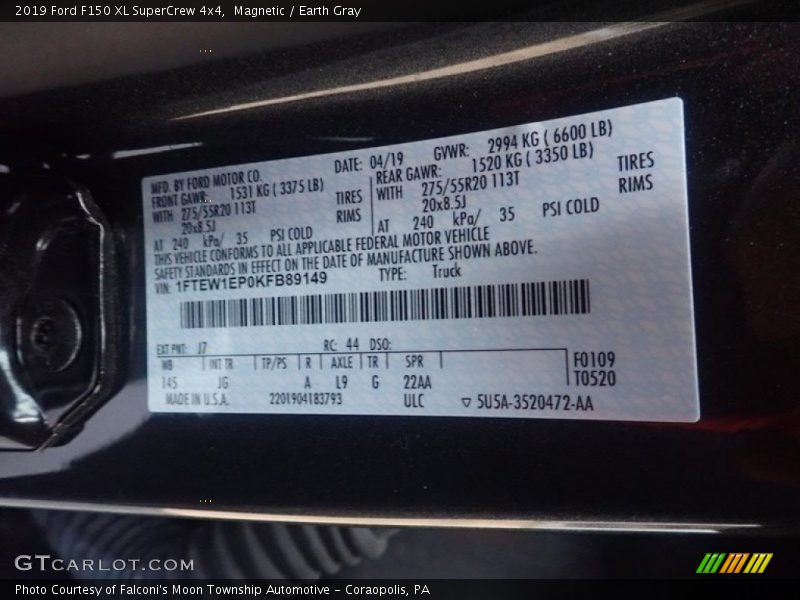 2019 Ford F150 XL SuperCrew 4x4,  Magnetic / Earth Gray
MFD. BY FORD MOTOR CO. DATE: 04/19 GVWR: 2994 KG ( 6600 LB)
FRONT GAWR: 1531 KG ( 3375 LB) REAR GAWR: 1520 KG ( 3350 LB)
WITH 275/55R20 113T TIRES WITH 275/55R20 113T TIRES
20x8.5J RIMS 20x8.5J RIMS
AT 240 kPa/ 35 PSI COLD AT 240 kPa/ 35 PSI COLD
THIS VEHICLE CONFORMS TO ALL APPLICABLE FEDERAL MOTOR VEHICLE
SAFETY STANDARDS IN EFFECT ON THE DATE OF MANUFACTURE SHOWN ABOVE.
VIN: 1FTEW1EP0KFB89149 TYPE: Truck
EXT PNT: J7 RC: 44 DSO:
WB INT TR TP/PS R AXLE TR SPR F0109
145 JG A L9 G 22AA T0520
MADE IN U.S.A. 2201904183793 ULC ▽ 5U5A-3520472-AA
GTCARLOT.COM
Photo Courtesy of Falconi's Moon Township Automotive - Coraopolis, PA